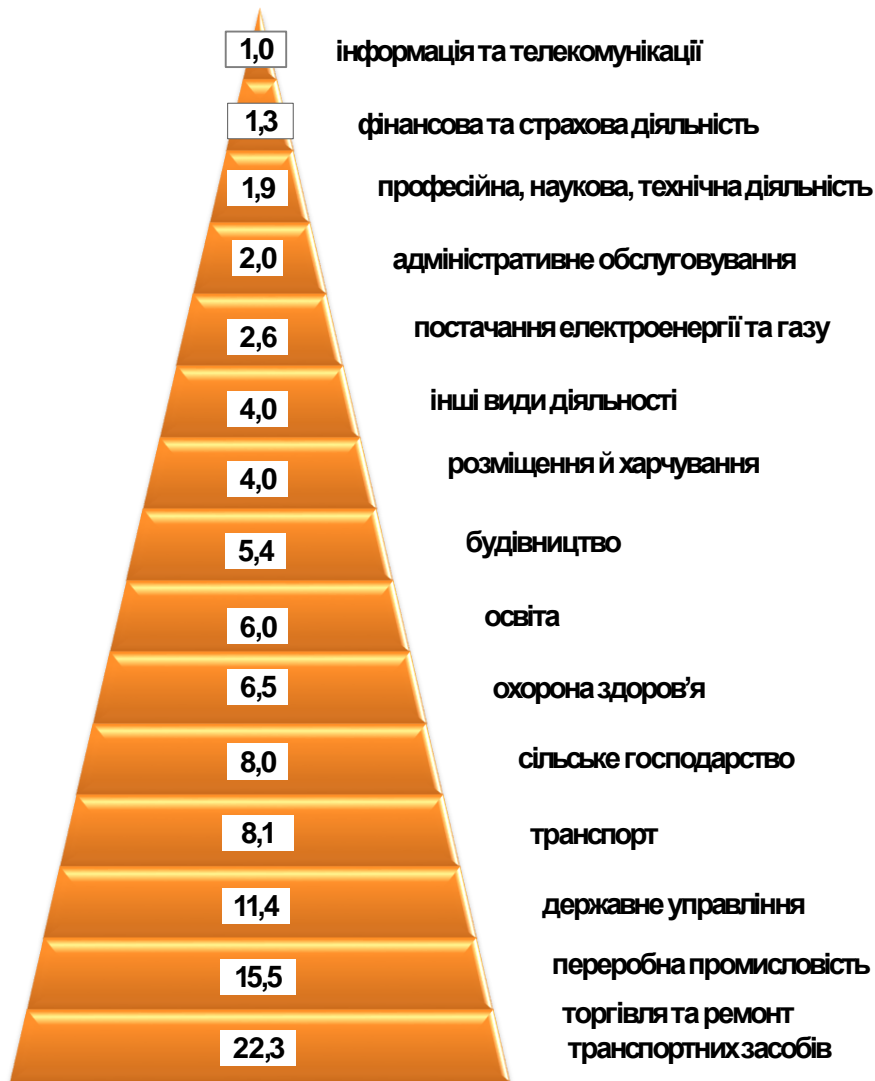 1,0 інформація та телекомунікації
1,3 фінансова та страхова діяльність
1,9 професійна, наукова, технічна діяльність
2,0 адміністративне обслуговування
2,6 постачання електроенергії та газу
4,0 інші види діяльності
4,0 розміщення й харчування
5,4 будівництво
6,0 освіта
6,5 охорона здоров’я
8,0 сільське господарство
8,1 транспорт
11,4 державне управління
15,5 переробна промисловість
торгівля та ремонт
22,3 транспортних засобів